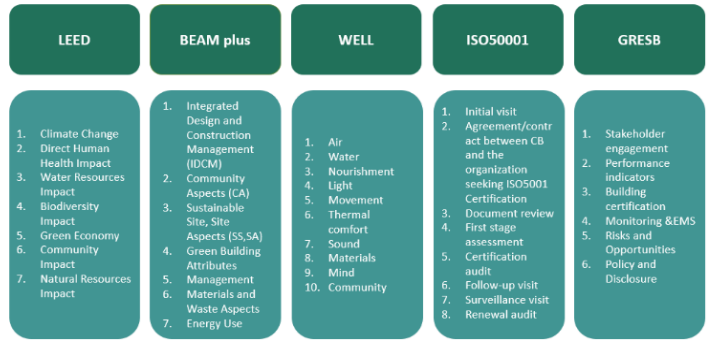 LEED
BEAM plus
WELL
ISO50001
GRESB
1. Climate Change
2. Direct Human
Health Impact
3. Water Resources
Impact
4. Biodiversity
Impact
5. Green Economy
6. Community
Impact
7. Natural Resources
Impact
1. Integrated
Design and
Construction
Management
(IDCM)
2. Community
Aspects (CA)
3. Sustainable
Site, Site
Aspects (SS,SA)
4. Green Building
Attributes
5. Management
6. Materials and
Waste Aspects
7. Energy Use
1. Air
2. Water
3. Nourishment
4. Light
5. Movement
6. Thermal
comfort
7. Sound
8. Materials
9. Mind
10. Community
1. Initial visit
2. Agreement/contr
act between CB
and the
organization
seeking ISO5001
Certification
3. Document review
4. First stage
assessment
5. Certification
audit
6. Follow-up visit
7. Surveillance visit
8. Renewal audit
1. Stakeholder
engagement
2. Performance
indicators
3. Building
certification
4. Monitoring &EMS
5. Risks and
Opportunities
6. Policy and
Disclosure